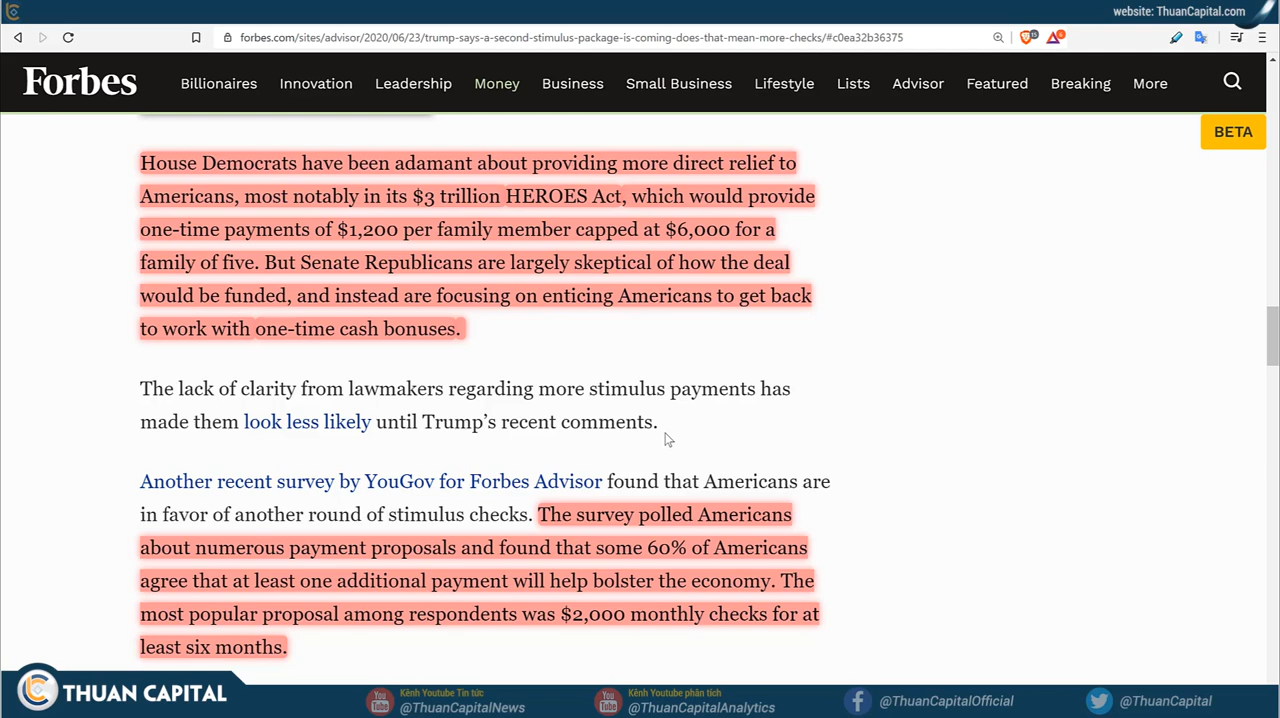 website: ThuanCapital.com
forbes.com/sites/advisor/2020/06/23/trump-says-a-second-stimulus-package-is-coming-does-that-mean-more-checks/#c0ea32b36375
Forbes
Billionaires Innovation Leadership Money Business Small Business Lifestyle Lists Advisor Featured Breaking More
BETA
House Democrats have been adamant about providing more direct relief to
Americans, most notably in its $3 trillion HEROES Act, which would provide
one-time payments of $1,200 per family member capped at $6,000 for a
family of five. But Senate Republicans are largely skeptical of how the deal
would be funded, and instead are focusing on enticing Americans to get back
to work with one-time cash bonuses.
The lack of clarity from lawmakers regarding more stimulus payments has
made them look less likely until Trump’s recent comments.
Another recent survey by YouGov for Forbes Advisor found that Americans are
in favor of another round of stimulus checks. The survey polled Americans
about numerous payment proposals and found that some 60% of Americans
agree that at least one additional payment will help bolster the economy. The
most popular proposal among respondents was $2,000 monthly checks for at
least six months.
THUAN CAPITAL
You Tube
Kênh Youtube Tin tức
@ThuanCapitalNews
You Tube
Kênh Youtube phân tích
@ThuanCapitalAnalytics
@ThuanCapitalOfficial
@ThuanCapital